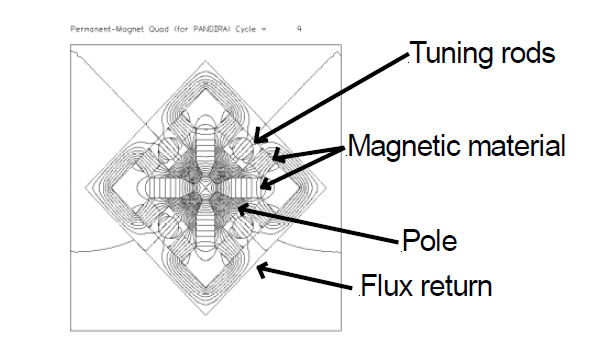 Permanent-Magnet Quad (for PANDIRA) Cycle = 9
Tuning rods
Magnetic material
Pole
Flux return